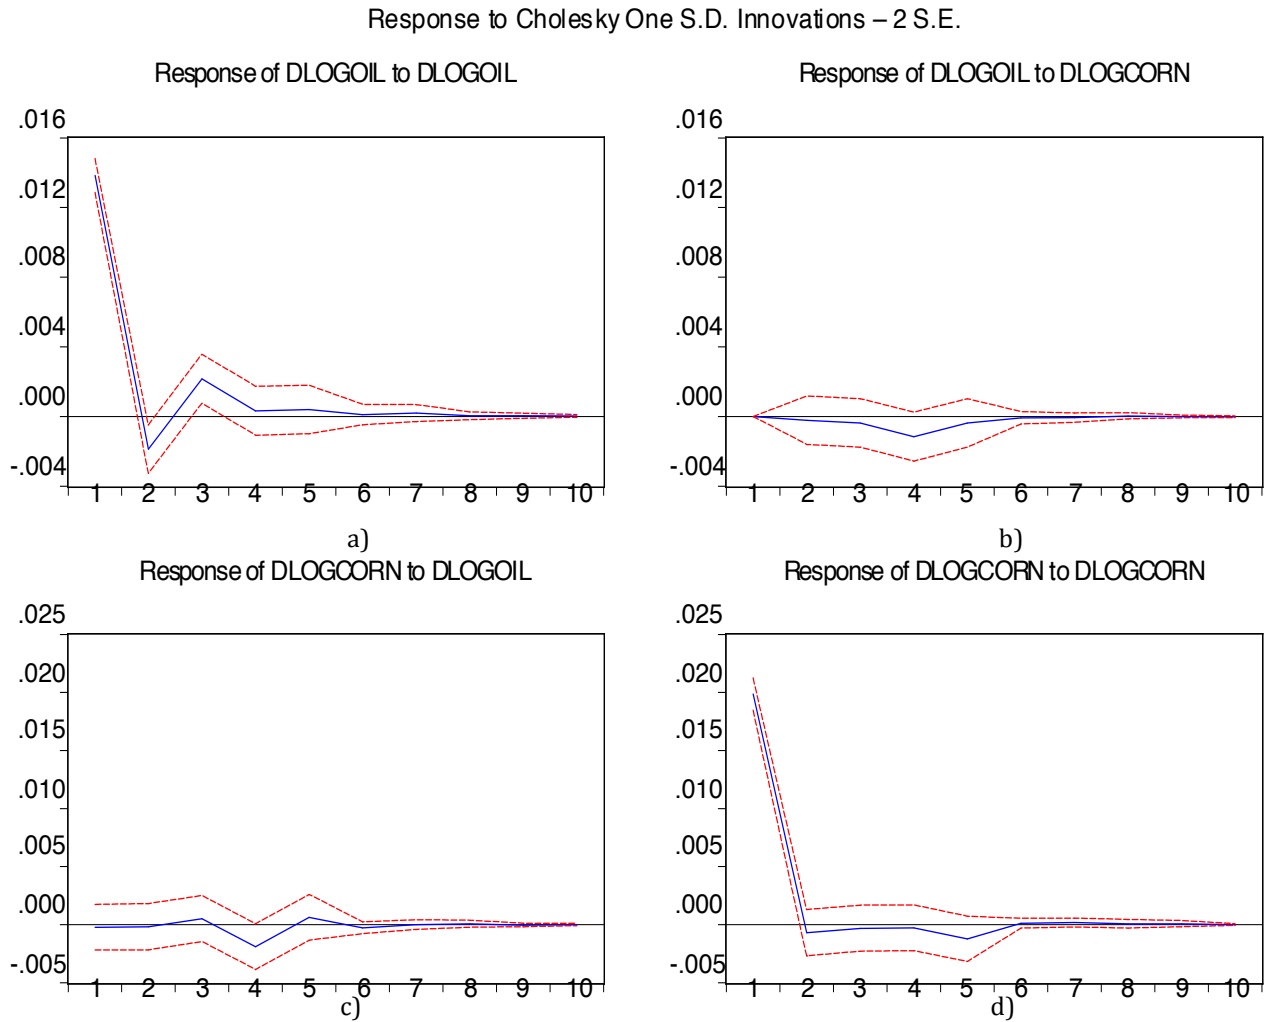 Response to Cholesky One S.D. Innovations – 2 S.E.
Response of DLOGOIL to DLOGOIL
.016
.012
.008
.004
.000
-.004
1 2 3 4 5 6 7 8 9 10
a)
Response of DLOGOIL to DLOGCORN
.016
.012
.008
.004
.000
-.004
1 2 3 4 5 6 7 8 9 10
b)
Response of DLOGCORN to DLOGOIL
.025
.020
.015
.010
.005
.000
-.005
1 2 3 4 5 6 7 8 9 10
c)
Response of DLOGCORN to DLOGCORN
.025
.020
.015
.010
.005
.000
-.005
1 2 3 4 5 6 7 8 9 10
d)